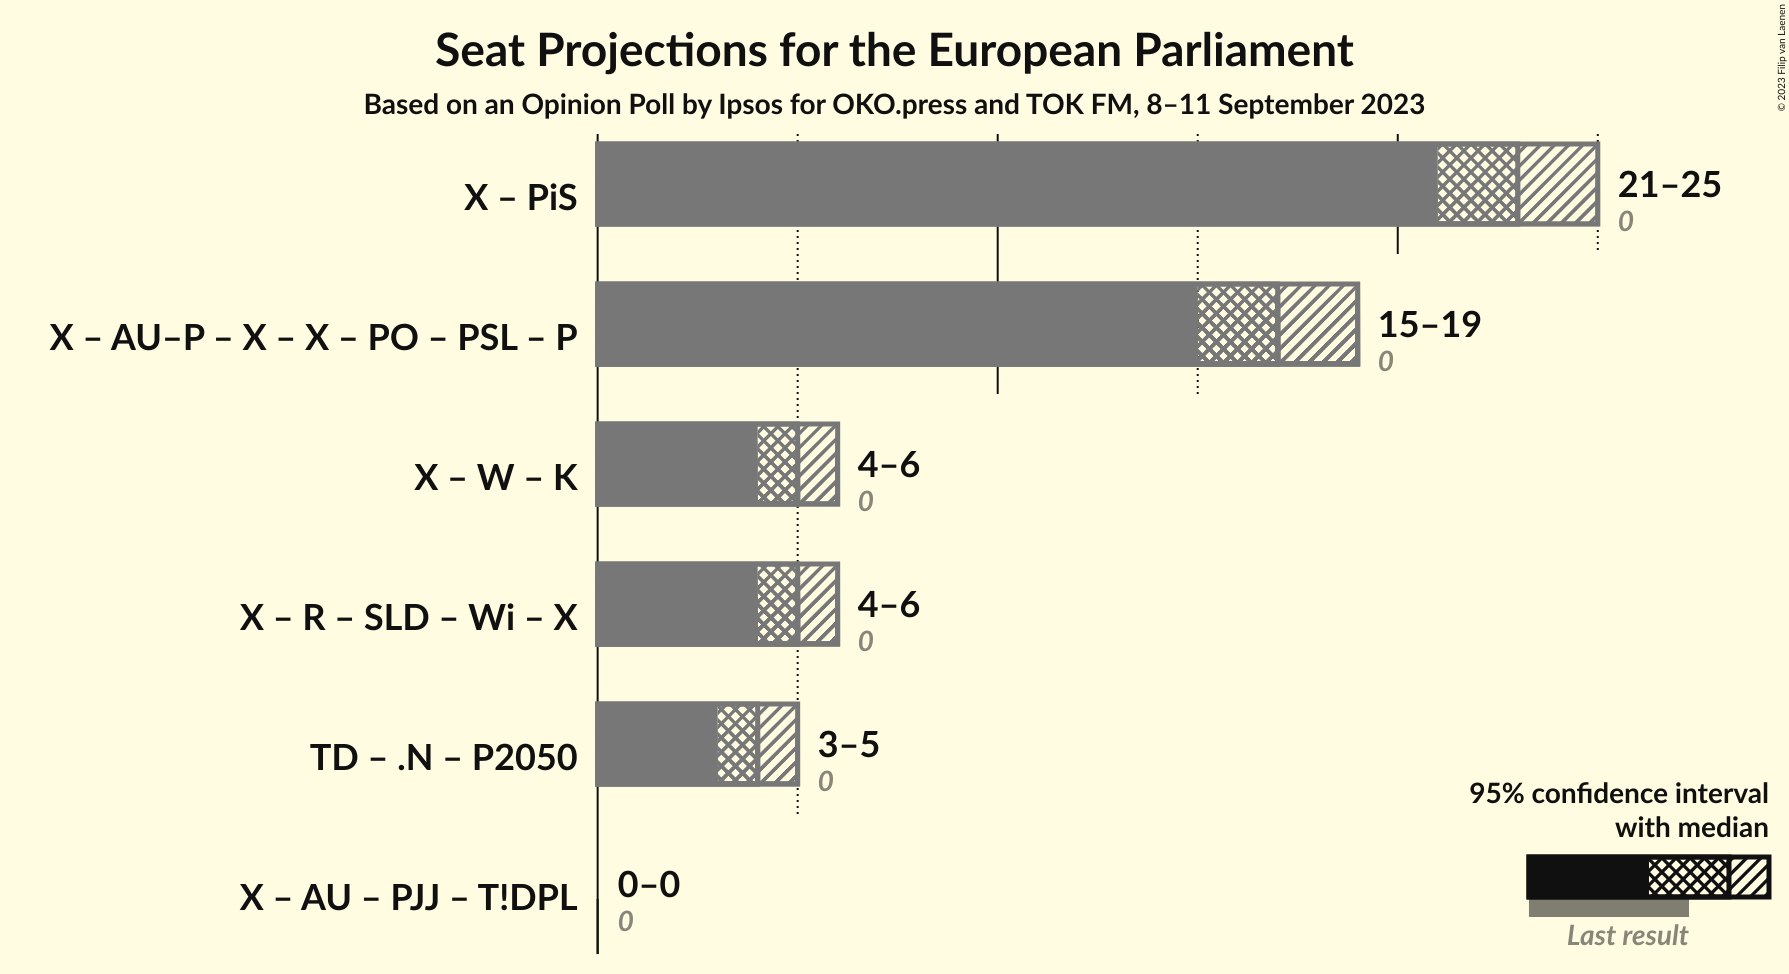 Seat Projections for the European Parliament
Based on an Opinion Poll by Ipsos for OKO.press and TOK FM, 8–11 September 2023
© 2023 Filip van Laenen
X – PiS
21–25
0
X – AU–P – X – X – PO – PSL – P
15–19
0
X – W – K
4–6
0
X – R – SLD – Wi – X
4–6
0
TD – .N – P2050
3–5
0
X – AU – PJJ – T!DPL
0–0
0
95% confidence interval
with median
Last result